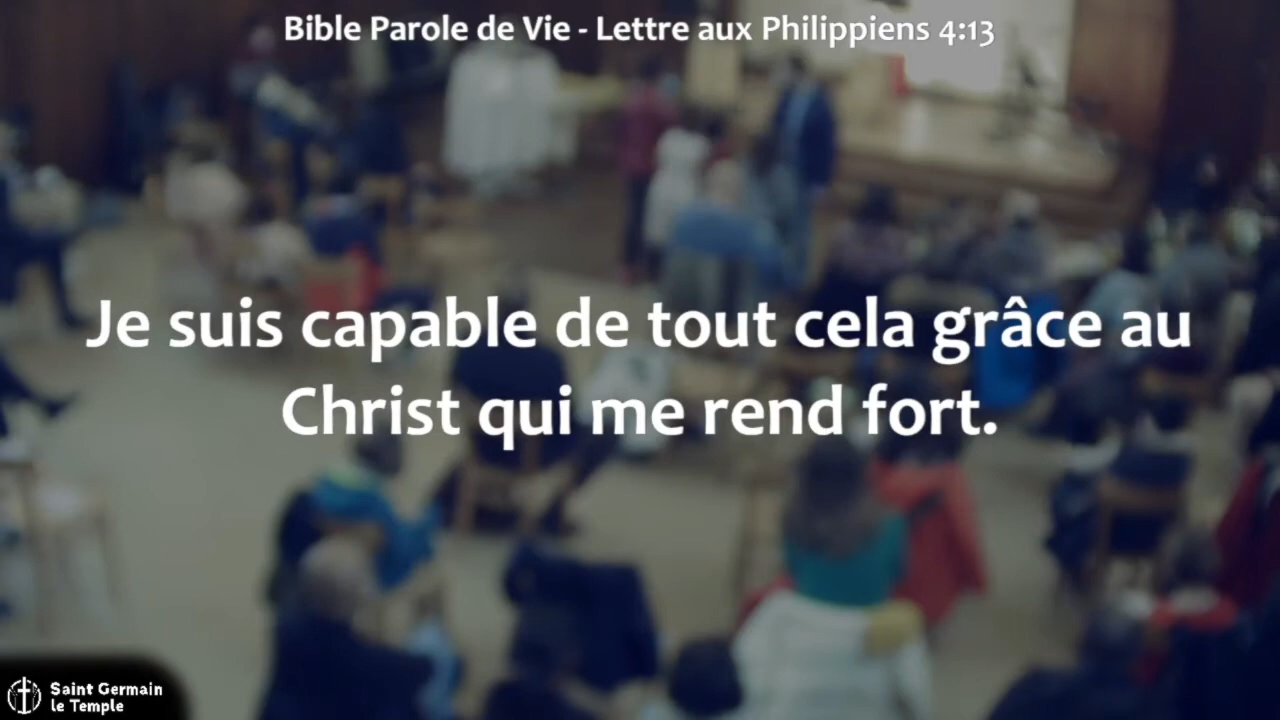 Bible Parole de Vie - Lettre aux Philippiens 4:13
Je suis capable de tout cela grâce au
Christ qui me rend fort.
Saint Germain
le Temple